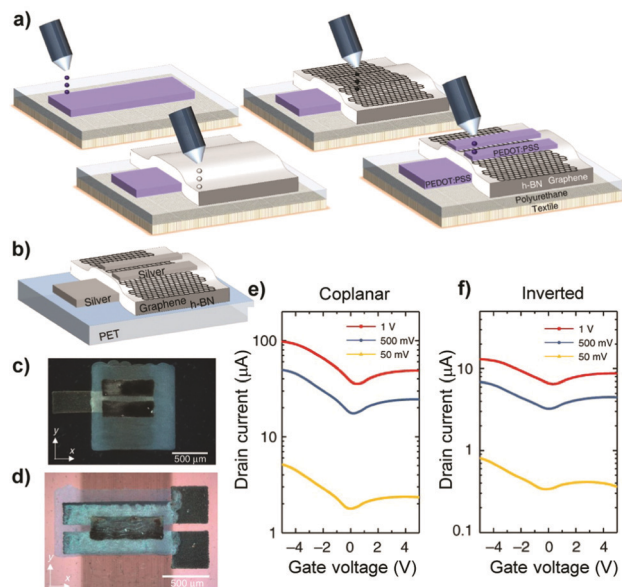 a)
PEDOT:PSS
PEDOT:PSS
h-BN Graphene
Polyurethane
Textile
b)
Silver
Silver
Graphene h-BN
PET
c)
y
x
500 μm
d)
y
x
500 μm
e) Coplanar
1 V
500 mV
50 mV
Drain current (μA)
100
10
1
-4 -2 0 2 4
Gate voltage (V)
f) Inverted
1 V
500 mV
50 mV
Drain current (μA)
10
1
0.1
-4 -2 0 2 4
Gate voltage (V)